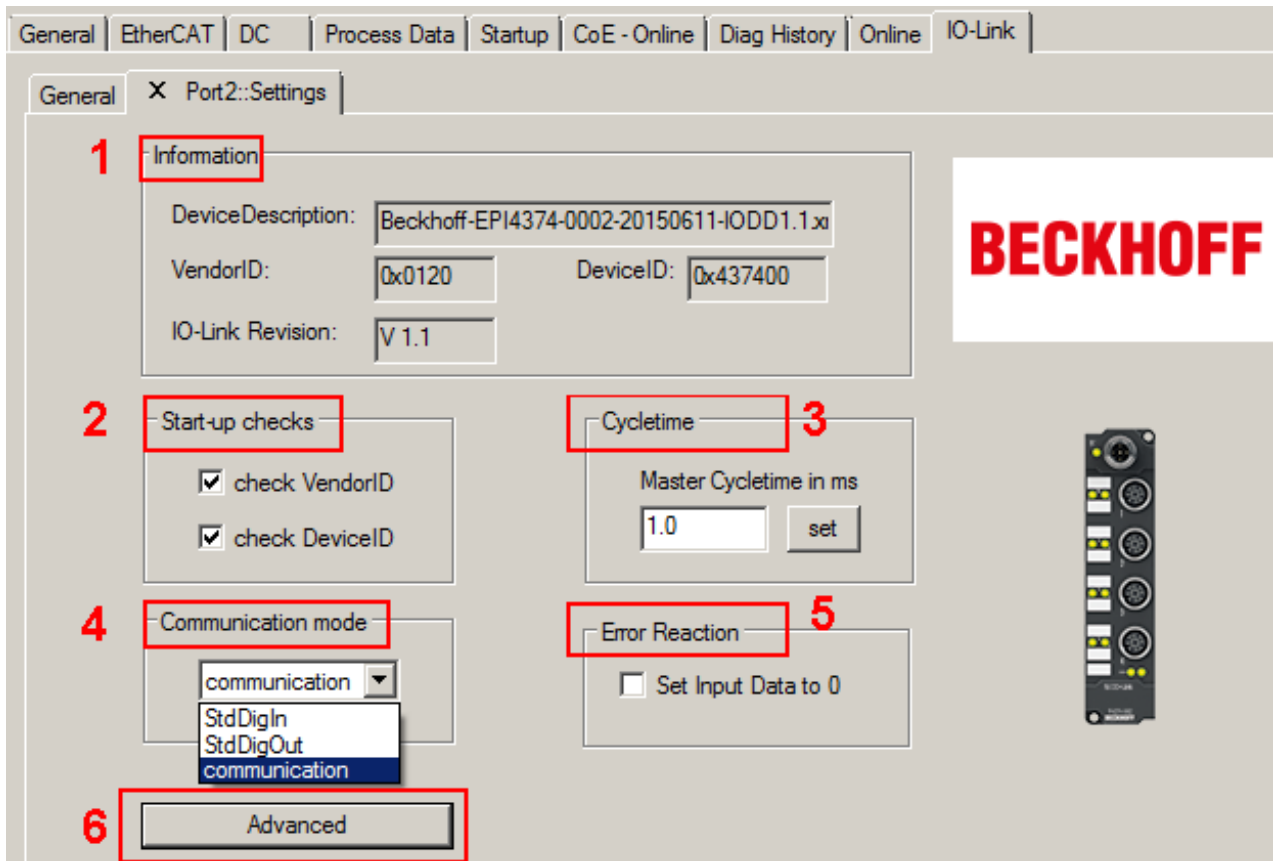 General EtherCAT DC Process Data Startup CoE - Online Diag History Online IO-Link
General X Port2::Settings
1 Information
DeviceDescription: Beckhoff-EPI4374-0002-20150611-IODD1.1.x
VendorID: 0x0120 DeviceID: 0x437400
IO-Link Revision: V 1.1
BECKHOFF
2 Start-up checks
check VendorID
check DeviceID
Cycletime 3
Master Cycletime in ms
1.0 set
4 Communication mode
communication
StdDigIn
StdDigOut
communication
Error Reaction 5
Set Input Data to 0
6 Advanced